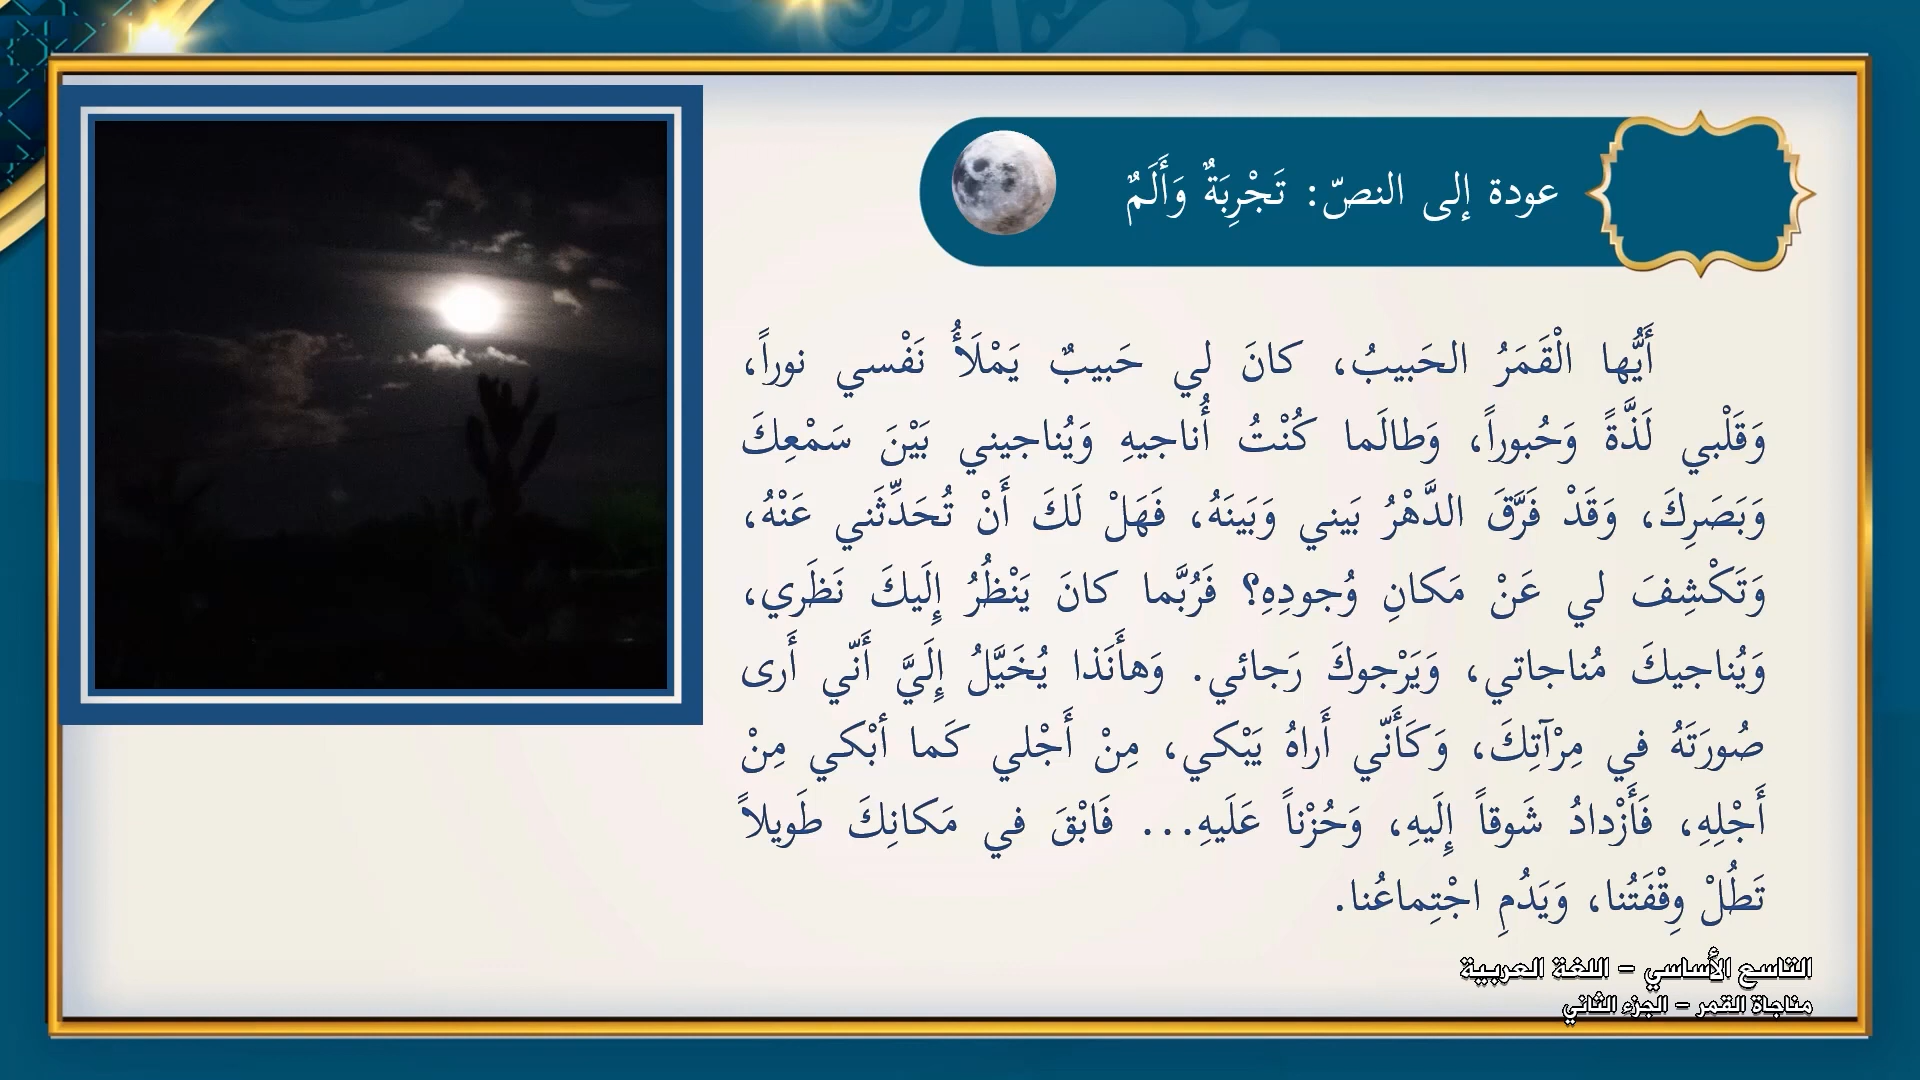 عودة إلى النصّ: تَجْرِبَةٌ وَأَلَمٌ
أَيُّها الْقَمَرُ الحَبيبُ، كانَ لي حَبيبٌ يَمْلَأُ نَفْسي نوراً،
وَقَلْبي لَذَّةً وَحُبوراً، وَطالَما كُنْتُ أُناجيهِ وَيُناجيني بَيْنَ سَمْعِكَ
وَبَصَرِكَ، وَقَدْ فَرَّقَ الدَّهْرُ بَيني وَبَينَهُ، فَهَلْ لَكَ أَنْ تُحَدِّثَني عَنْهُ،
وَتَكْشِفَ لي عَنْ مَكانِ وُجودِهِ؟ فَرُبَّما كانَ يَنْظُرُ إِلَيكَ نَظَري،
وَيُناجيكَ مُناجاتي، وَيَرْجوكَ رَجائي. وَهأَنَذا يُخَيَّلُ إِلَيَّ أَنّي أَرى
صُورَتَهُ في مِرْآتِكَ، وَكَأَنّي أَراهُ يَبْكي، مِنْ أَجْلي كَما أبْكي مِنْ
أَجْلِهِ، فَأَزْدادُ شَوقاً إِلَيهِ، وَحُزْناً عَلَيهِ... فَابْقَ في مَكانِكَ طَويلاً
تَطُلْ وِقْفَتُنا، وَيَدُمِ اجْتِماعُنا.
التاسع الأساسي – اللغة العربية
مناجاة القمر – الجزء الثاني